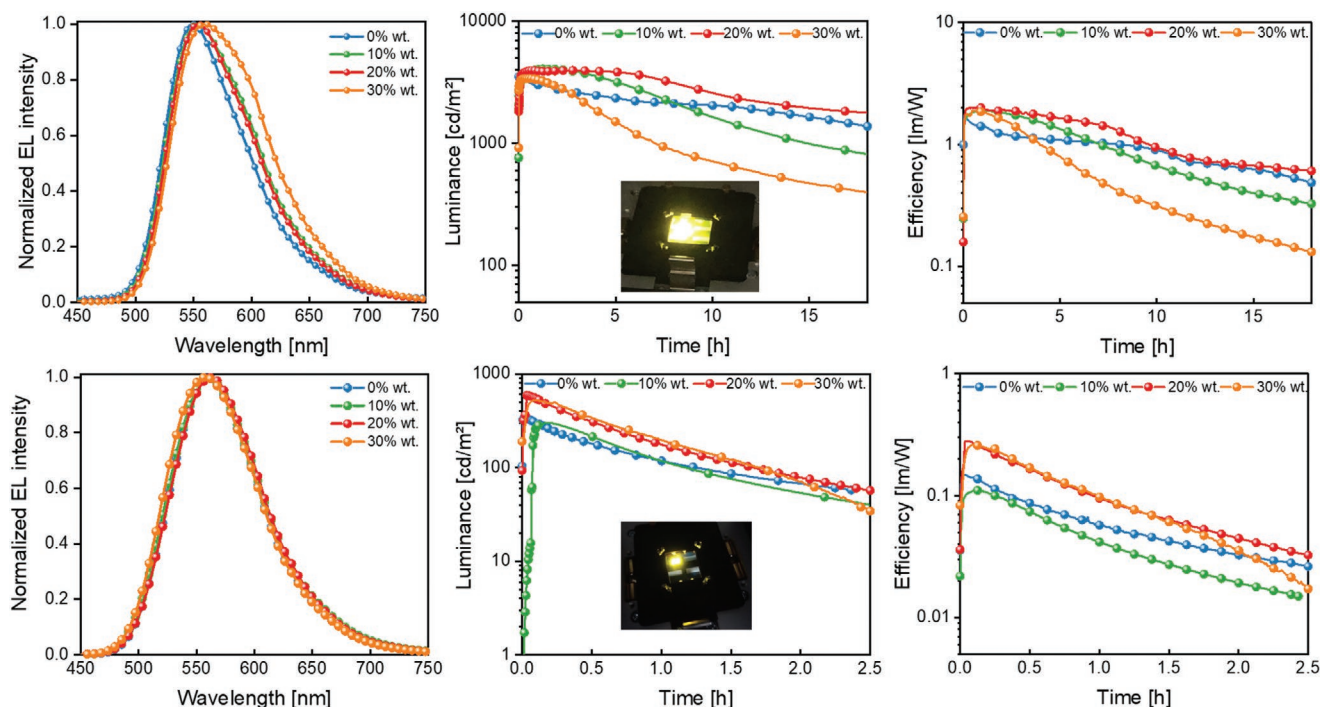 Normalized EL intensity
1.0
0.8
0.6
0.4
0.2
0.0
0% wt.
10% wt.
20% wt.
30% wt.
450 500 550 600 650 700 750
Wavelength [nm]
Luminance [cd/m²]
10000
1000
100
0% wt. 10% wt. 20% wt. 30% wt.
0 5 10 15
Time [h]
Efficiency [lm/W]
10
1
0.1
0% wt. 10% wt. 20% wt. 30% wt.
0 5 10 15
Time [h]
Normalized EL intensity
1.0
0.8
0.6
0.4
0.2
0.0
0% wt.
10% wt.
20% wt.
30% wt.
450 500 550 600 650 700 750
Wavelength [nm]
Luminance [cd/m²]
1000
100
10
1
0% wt. 10% wt. 20% wt. 30% wt.
0.0 0.5 1.0 1.5 2.0 2.5
Time [h]
Efficiency [lm/W]
1
0.1
0.01
0% wt. 10% wt. 20% wt. 30% wt.
0.0 0.5 1.0 1.5 2.0 2.5
Time [h]